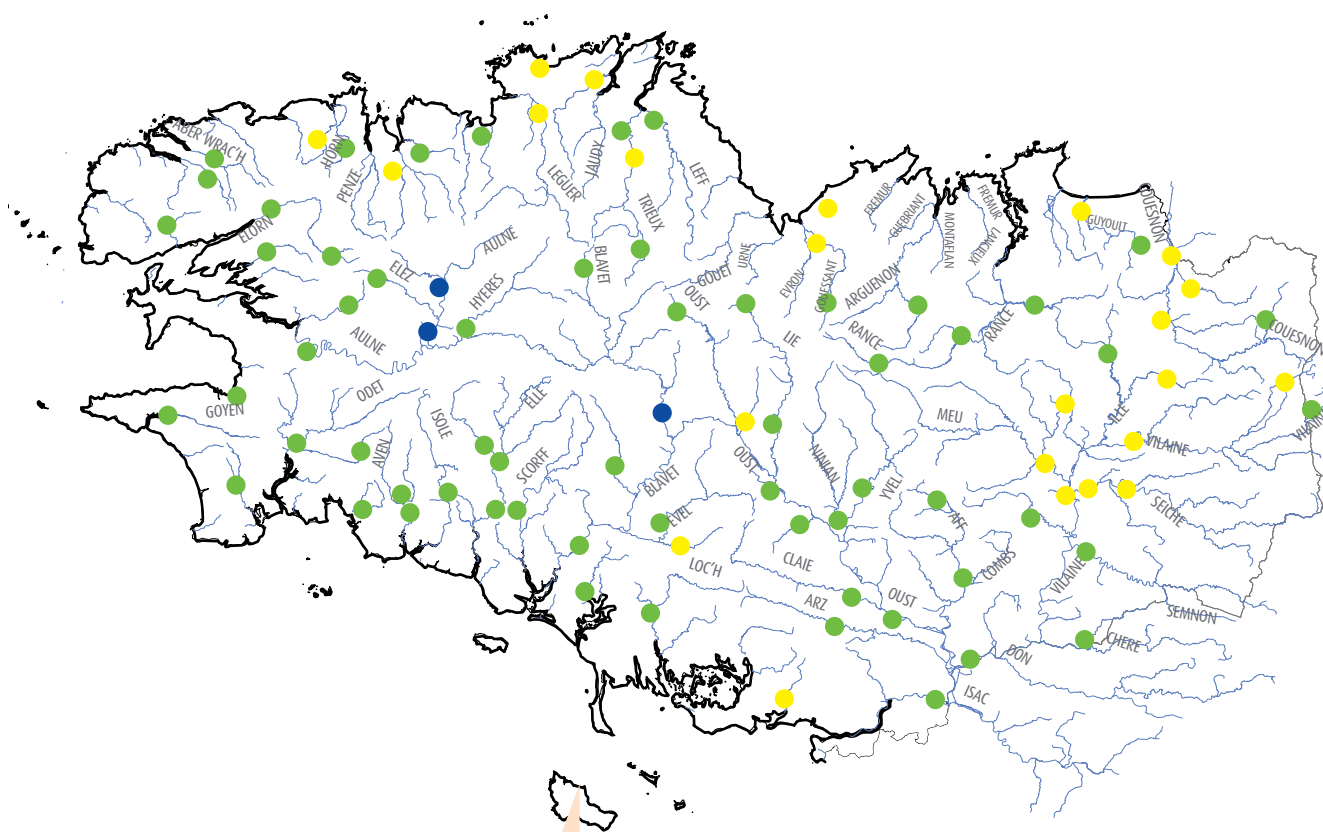 ABER WRAC'H
HORN
PENZE
LEGUER
JAUDY
TRIEUX
LEFF
ELORN
ELEZ
AULNE
HYERES
BLAVET
GOUET
URNE
OUST
EVRON
GOUESSANT
LIE
FREMUR
GUEBRIANT
MONTAFILAN
FREMUR
LANCIEUX
ARGUENON
RANCE
RANCE
GUYOULT
COUESNON
COUESNON
AULNE
ODET
GOYEN
AVEN
ISOLE
ELLE
SCORFF
BLAVET
EVEL
OUST
NINIAN
YVEL
MEU
ILLE
VILAINE
VILAINE
SEICHE
AFF
COMBS
VILAINE
LOC'H
CLAIE
ARZ
OUST
SEMNON
CHERE
DON
ISAC